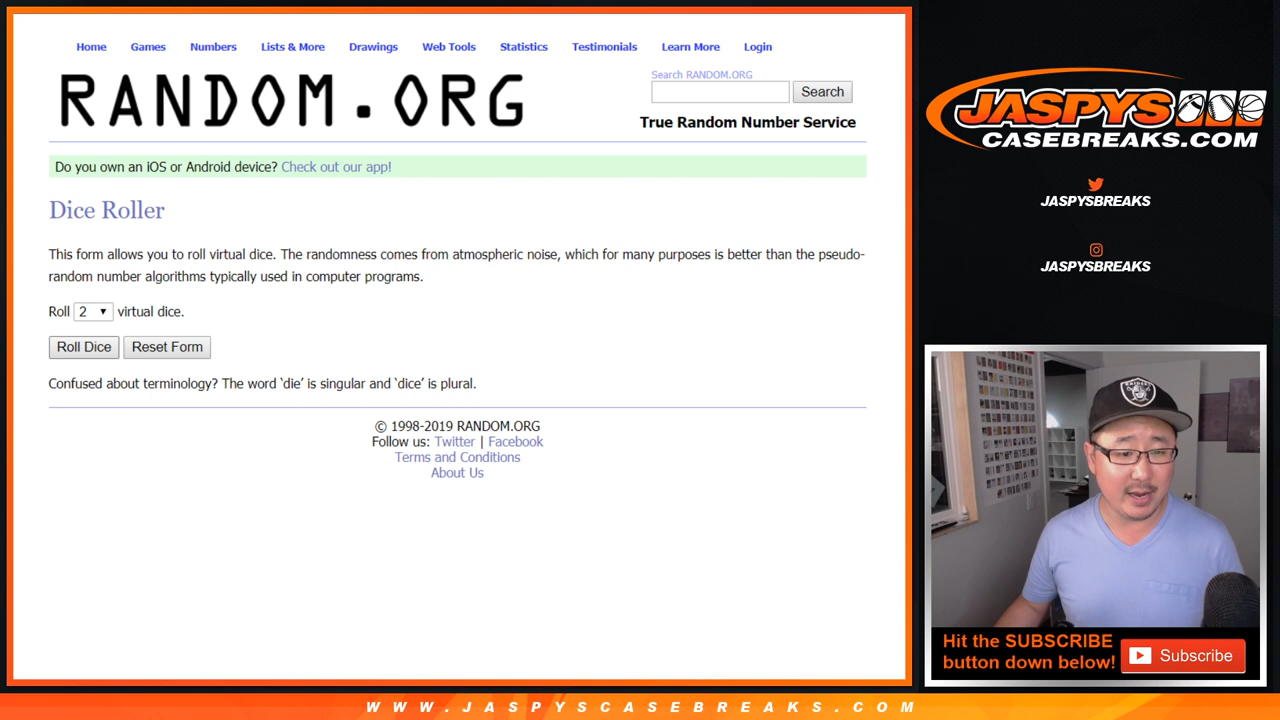 Home Games Numbers Lists & More Drawings Web Tools Statistics Testimonials Learn More Login
RANDOM.ORG
Search RANDOM.ORG
Search
True Random Number Service
Do you own an iOS or Android device? Check out our app!
Dice Roller
This form allows you to roll virtual dice. The randomness comes from atmospheric noise, which for many purposes is better than the pseudo-
random number algorithms typically used in computer programs.
Roll 2 virtual dice.
Roll Dice Reset Form
Confused about terminology? The word ‘die’ is singular and ‘dice’ is plural.
© 1998-2019 RANDOM.ORG
Follow us: Twitter | Facebook
Terms and Conditions
About Us
JASPYS
CASEBREAKS.COM
JASPYSBREAKS
JASPYSBREAKS
RAIDERS
Hit the SUBSCRIBE
button down below!
Subscribe
WWW.JASPYSCASEBREAKS.COM